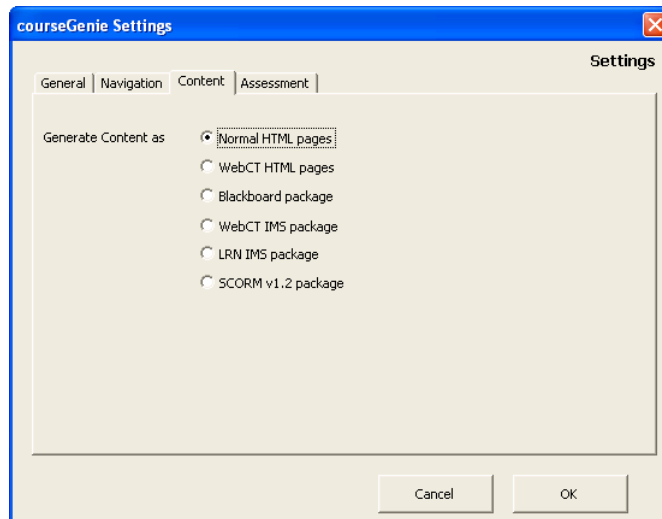 courseGenie Settings
Settings
General Navigation Content Assessment
Generate Content as
Normal HTML pages
WebCT HTML pages
Blackboard package
WebCT IMS package
LRN IMS package
SCORM v1.2 package
Cancel OK